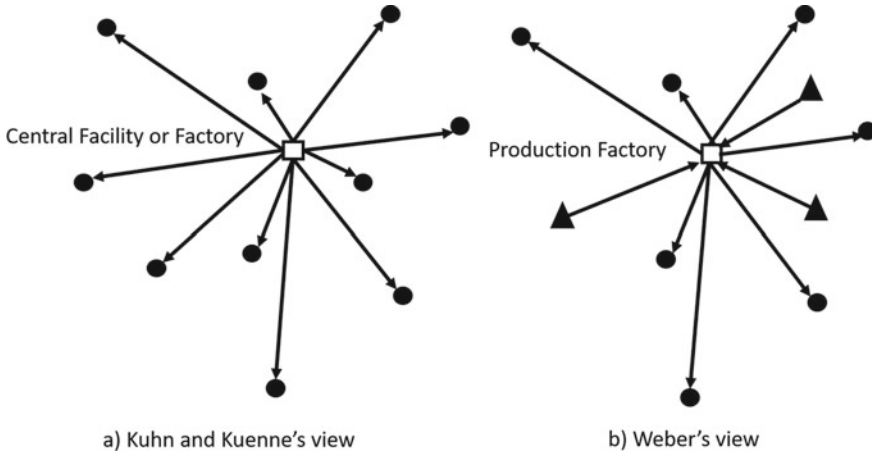 Central Facility or Factory
Production Factory
a) Kuhn and Kuenne's view
b) Weber's view